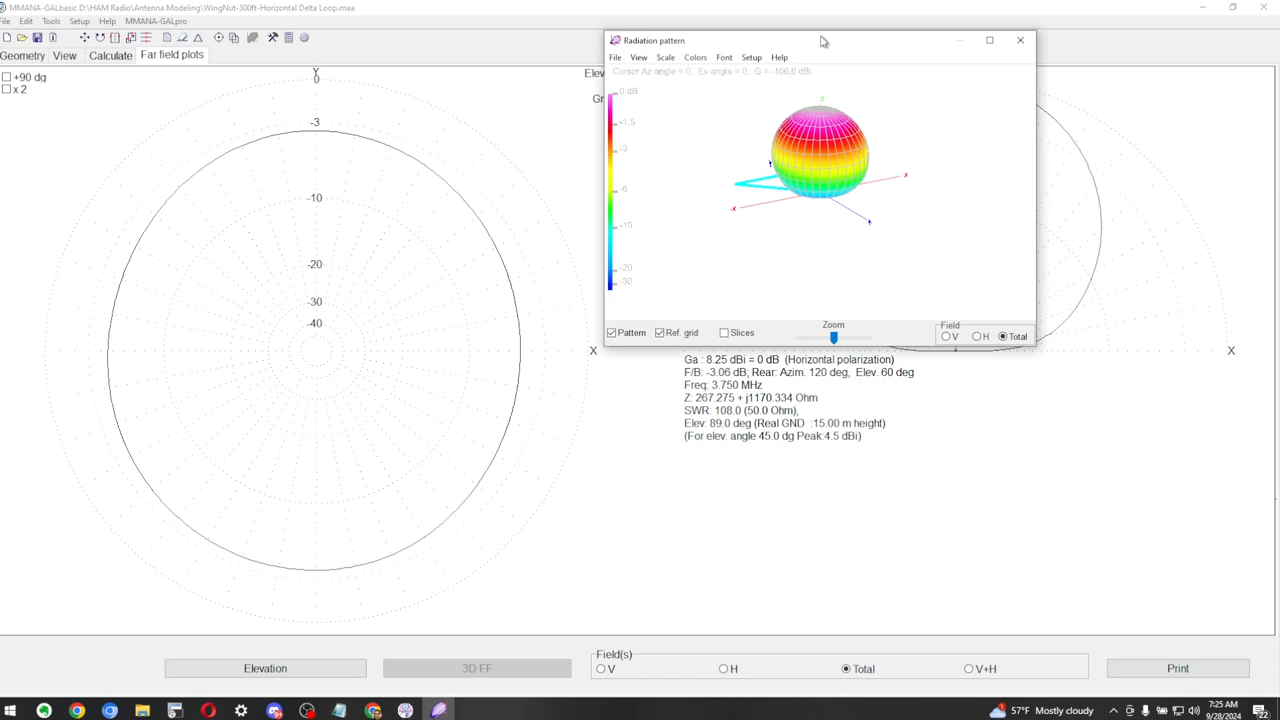 MMANA-GALbasic D:\HAM Radio\Antenna Modeling\WingNut-300ft-Horizontal Delta Loop.maa
File Edit Tools Setup Help MMANA-GALpro
Geometry View Calculate Far field plots
+90 dg
x 2
Y
0
-3
-10
-20
-30
-40
X
Elev
Gr
Radiation pattern
File View Scale Colors Font Setup Help
Cursor Az angle = 0, Ev angle = 0, G = -100.0 dBi
0 dB
-1.5
-3
-6
-10
-20
-30
Z
X
-X
Pattern Ref. grid Slices
Zoom
Field
V H Total
X
Ga : 8.25 dBi = 0 dB (Horizontal polarization)
F/B: -3.06 dB; Rear: Azim. 120 deg, Elev. 60 deg
Freq: 3.750 MHz
Z: 267.275 + j1170.334 Ohm
SWR: 108.0 (50.0 Ohm),
Elev: 89.0 deg (Real GND :15.00 m height)
(For elev. angle 45.0 dg Peak:4.5 dBi)
Elevation
3D FF
Field(s)
V H Total V+H
Print
57°F Mostly cloudy
7:25 AM
9/28/2024
22